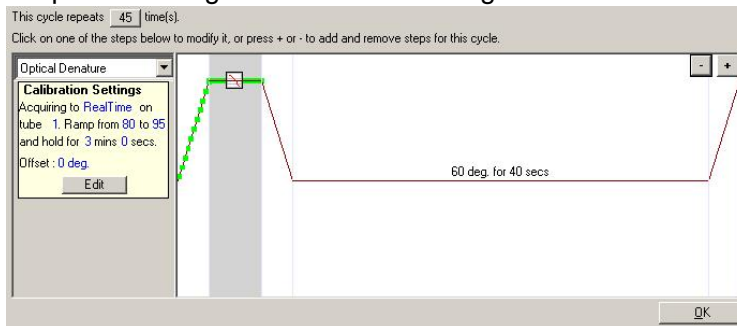 This cycle repeats 45 time(s).
Click on one of the steps below to modify it, or press + or - to add and remove steps for this cycle.
Optical Denature
- +
Calibration Settings
Acquiring to RealTime on
tube 1. Ramp from 80 to 95
and hold for 3 mins 0 secs.
Offset : 0 deg.
Edit
60 deg. for 40 secs
OK